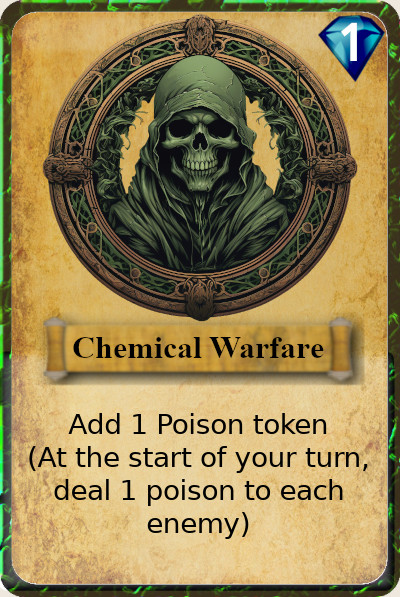 1
Chemical Warfare
Add 1 Poison token
(At the start of your turn,
deal 1 poison to each
enemy)